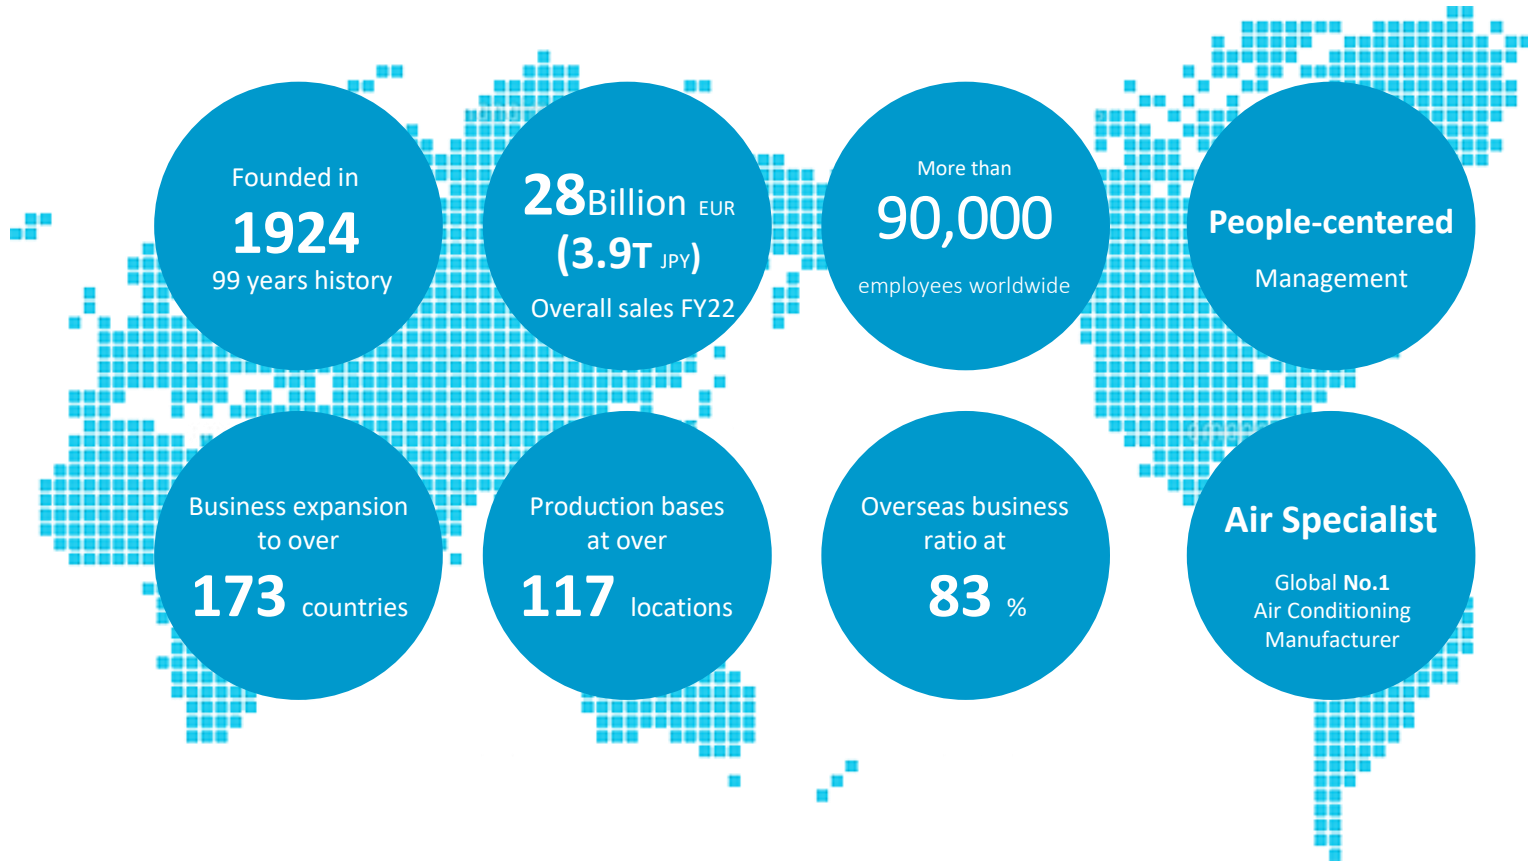 Founded in
1924
99 years history
28Billion EUR
(3.9T JPY)
Overall sales FY22
More than
90,000
employees worldwide
People-centered
Management
Business expansion
to over
173 countries
Production bases
at over
117 locations
Overseas business
ratio at
83 %
Air Specialist
Global No.1
Air Conditioning
Manufacturer